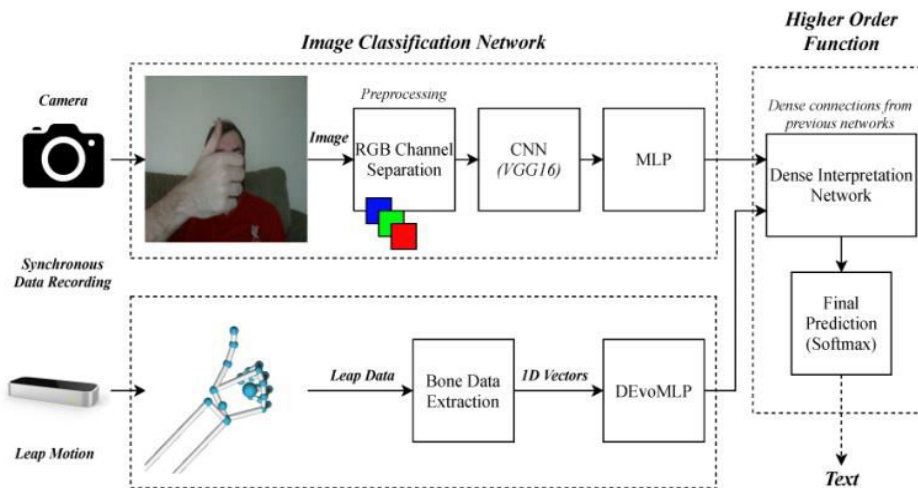 Higher Order
Function
Image Classification Network
Camera
Preprocessing
Image
RGB Channel
Separation
CNN
(VGG16)
MLP
Dense connections from
previous networks
Dense Interpretation
Network
Synchronous
Data Recording
Final
Prediction
(Softmax)
Leap Data
Bone Data
Extraction
1D Vectors
DEvoMLP
Leap Motion
Text